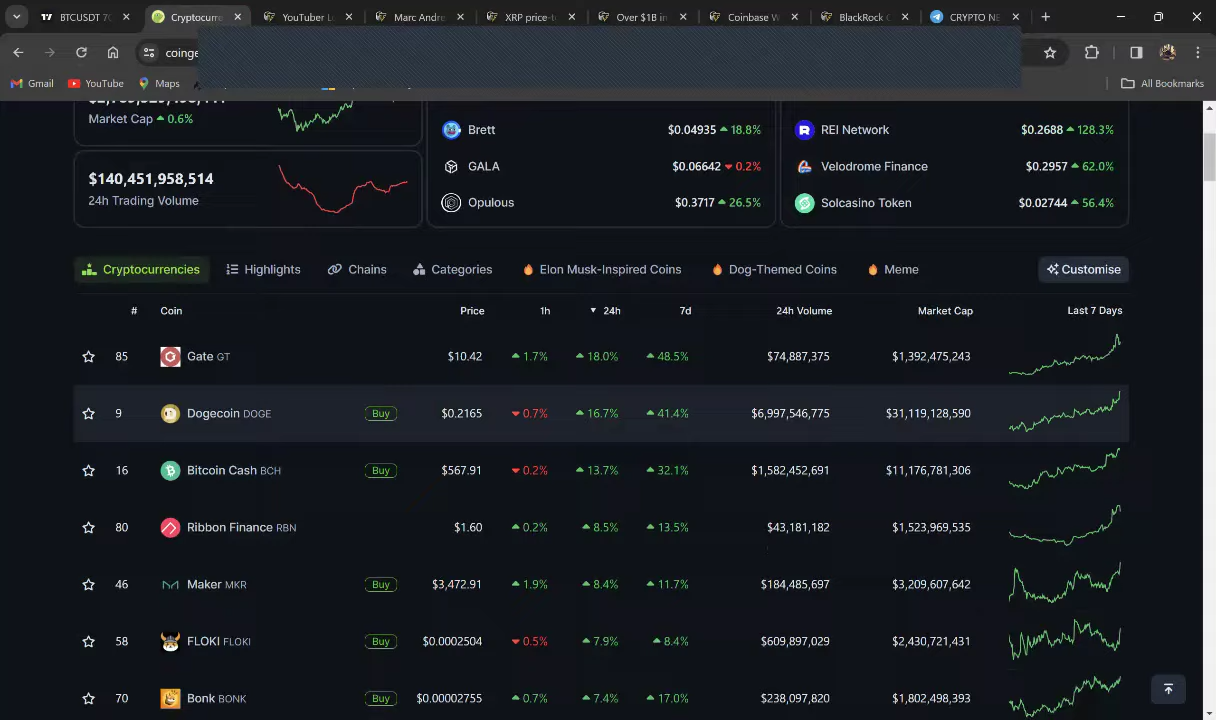 BTCUSDT 7
Cryptocurr
YouTuber L
Marc Andre
XRP price-t
Over $1B in
Coinbase W
BlackRock C
CRYPTO NE
coinge
Gmail YouTube Maps All Bookmarks
Market Cap 0.6%
$140,451,958,514
24h Trading Volume
Brett $0.04935 18.8%
GALA $0.06642 0.2%
Opulous $0.3717 26.5%
REI Network $0.2688 128.3%
Velodrome Finance $0.2957 62.0%
Solcasino Token $0.02744 56.4%
Cryptocurrencies Highlights Chains Categories Elon Musk-Inspired Coins Dog-Themed Coins Meme Customise
# Coin Price 1h 24h 7d 24h Volume Market Cap Last 7 Days
85 Gate GT $10.42 1.7% 18.0% 48.5% $74,887,375 $1,392,475,243
9 Dogecoin DOGE Buy $0.2165 0.7% 16.7% 41.4% $6,997,546,775 $31,119,128,590
16 Bitcoin Cash BCH Buy $567.91 0.2% 13.7% 32.1% $1,582,452,691 $11,176,781,306
80 Ribbon Finance RBN $1.60 0.2% 8.5% 13.5% $43,181,182 $1,523,969,535
46 Maker MKR Buy $3,472.91 1.9% 8.4% 11.7% $184,485,697 $3,209,607,642
58 FLOKI FLOKI Buy $0.0002504 0.5% 7.9% 8.4% $609,897,029 $2,430,721,431
70 Bonk BONK Buy $0.00002755 0.7% 7.4% 17.0% $238,097,820 $1,802,498,393